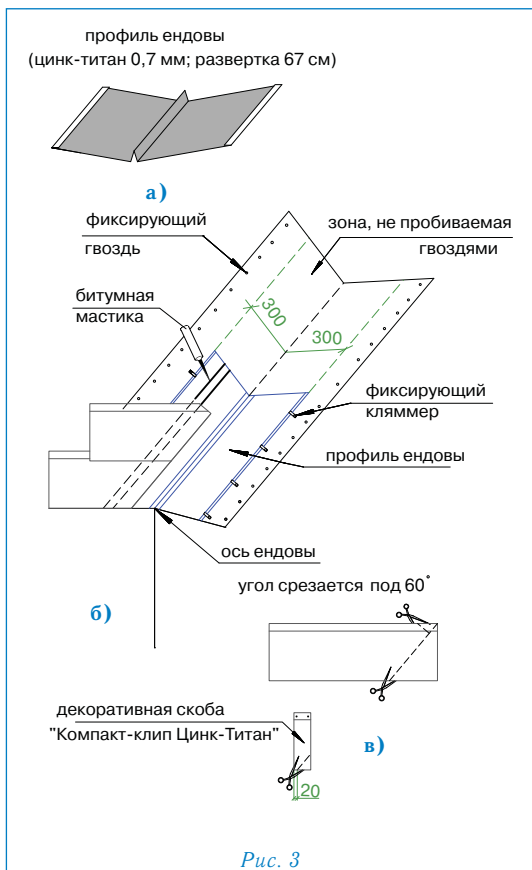 профиль ендовы
(цинк-титан 0,7 мм; развертка 67 см)
а)
фиксирующий
гвоздь
зона, не пробиваемая
гвоздями
битумная
мастика
300
300
фиксирующий
кляммер
профиль ендовы
ось ендовы
угол срезается под 60°
б)
декоративная скоба
"Компакт-клип Цинк-Титан"
в)
20
Рис. 3